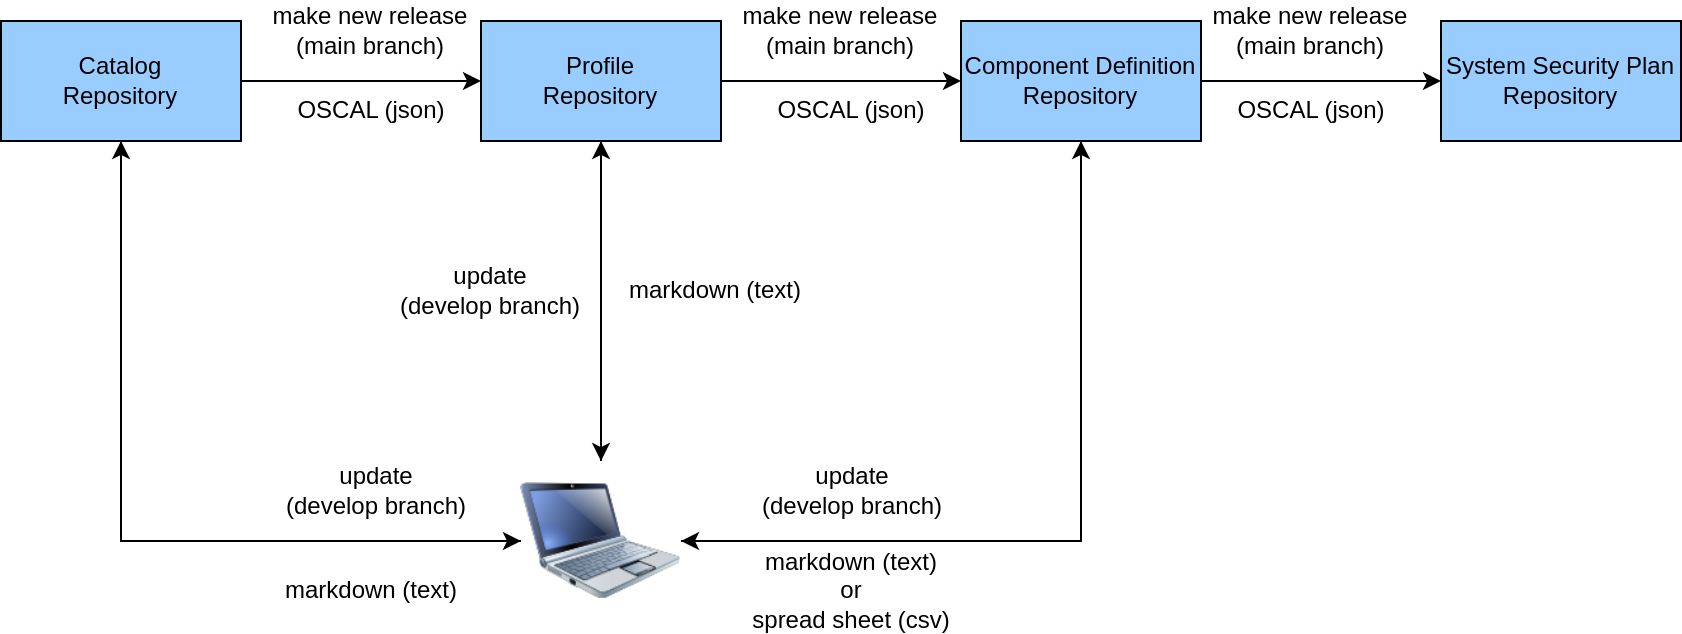 make new release
(main branch)
make new release
(main branch)
make new release
(main branch)
Catalog
Repository
Profile
Repository
Component Definition
Repository
System Security Plan
Repository
OSCAL (json)
OSCAL (json)
OSCAL (json)
update
(develop branch)
markdown (text)
update
(develop branch)
update
(develop branch)
markdown (text)
markdown (text)
or
spread sheet (csv)